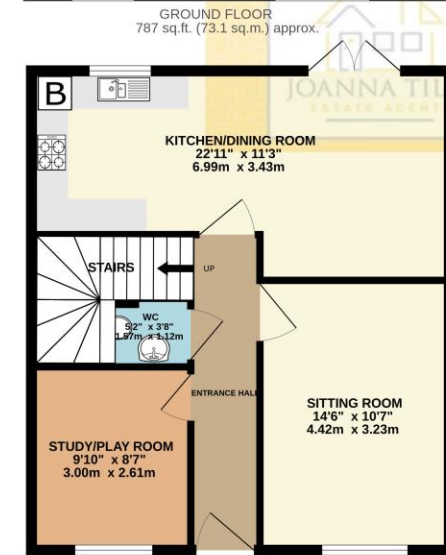 GROUND FLOOR
787 sq.ft. (73.1 sq.m.) approx.
JOANNA TIL
ESTATE AGENT
B
KITCHEN/DINING ROOM
22'11" x 11'3"
6.99m x 3.43m
STAIRS
UP
WC
5'2" x 3'8"
1.57m x 1.12m
ENTRANCE HALL
SITTING ROOM
14'6" x 10'7"
4.42m x 3.23m
STUDY/PLAY ROOM
9'10" x 8'7"
3.00m x 2.61m